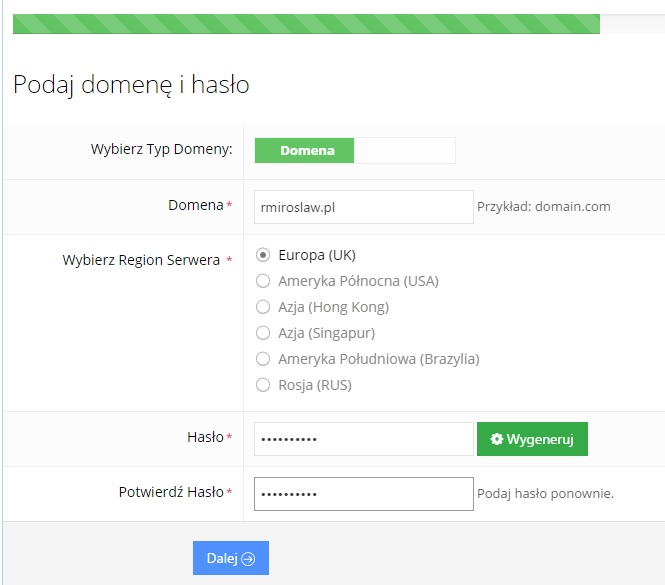 Podaj domenę i hasło
Wybierz Typ Domeny: Domena
Domena * rmiroslaw.pl Przykład: domain.com
Wybierz Region Serwera * Europa (UK)
Ameryka Północna (USA)
Azja (Hong Kong)
Azja (Singapur)
Ameryka Południowa (Brazylia)
Rosja (RUS)
Hasło * •••••••••• Wygeneruj
Potwierdź Hasło * •••••••••• Podaj hasło ponownie.
Dalej